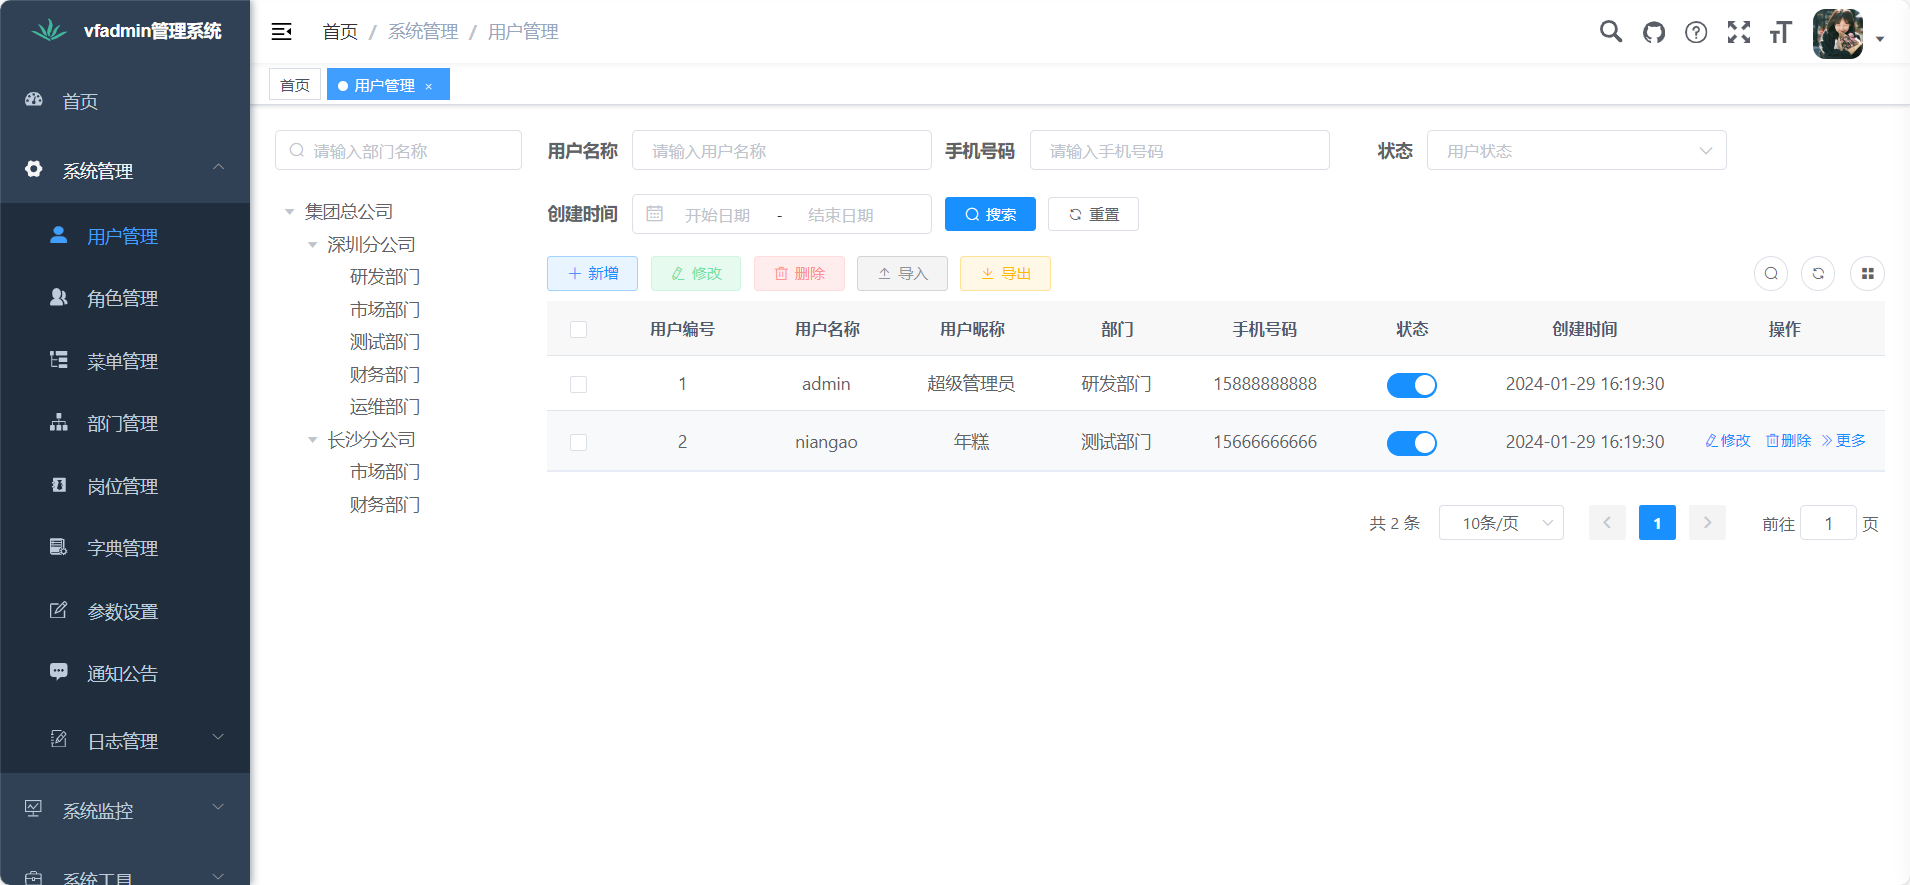 vfadmin管理系统
首页
系统管理
用户管理
角色管理
菜单管理
部门管理
岗位管理
字典管理
参数设置
通知公告
日志管理
系统监控
系统工具
首页 / 系统管理 / 用户管理
首页 用户管理 ×
请输入部门名称
集团总公司
深圳分公司
研发部门
市场部门
测试部门
财务部门
运维部门
长沙分公司
市场部门
财务部门
用户名称 请输入用户名称 手机号码 请输入手机号码 状态 用户状态
创建时间 开始日期 - 结束日期 搜索 重置
新增 修改 删除 导入 导出
用户编号 用户名称 用户昵称 部门 手机号码 状态 创建时间 操作
1 admin 超级管理员 研发部门 15888888888 2024-01-29 16:19:30
2 niangao 年糕 测试部门 15666666666 2024-01-29 16:19:30 修改 删除 更多
共 2 条 10条/页 1 前往 1 页